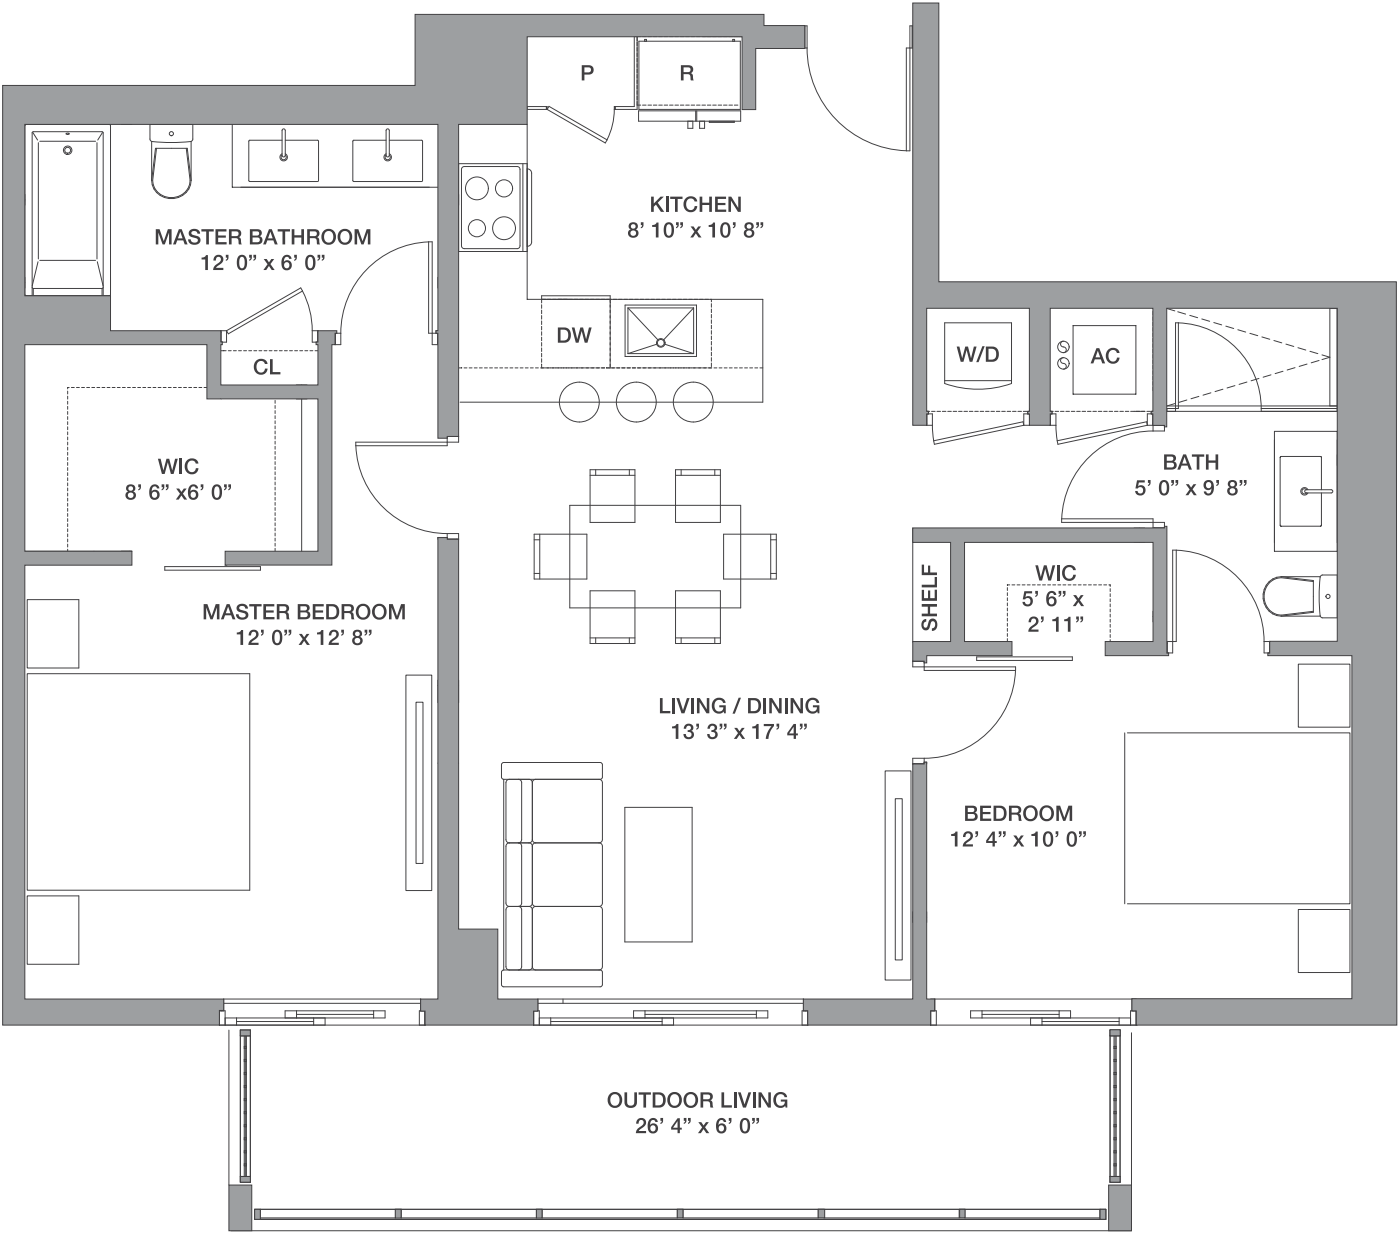 P
R
KITCHEN
8’ 10” x 10’ 8”
MASTER BATHROOM
12’ 0” x 6’ 0”
DW
W/D
AC
CL
WIC
8’ 6” x6’ 0”
BATH
5’ 0” x 9’ 8”
SHELF
WIC
5’ 6” x
2’ 11”
MASTER BEDROOM
12’ 0” x 12’ 8”
LIVING / DINING
13’ 3” x 17’ 4”
BEDROOM
12’ 4” x 10’ 0”
OUTDOOR LIVING
26’ 4” x 6’ 0”